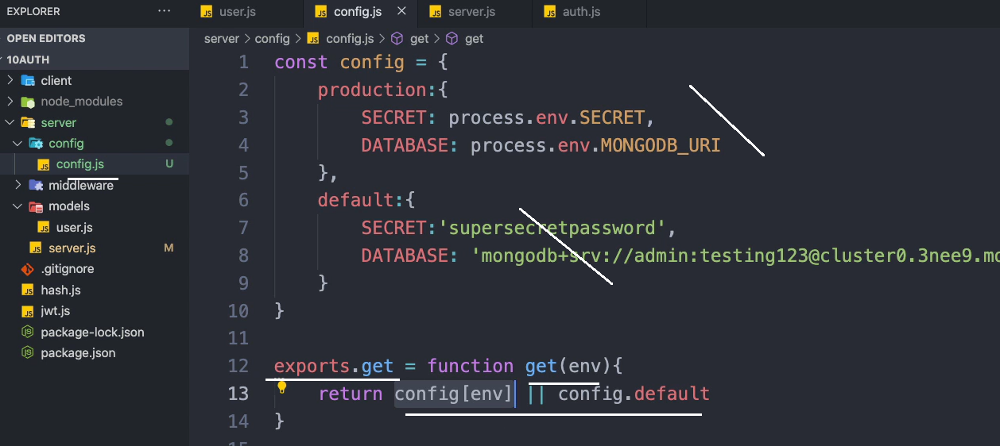 EXPLORER ...
user.js
config.js
server.js
auth.js
OPEN EDITORS
10AUTH
client
node_modules
server
config
config.js U
middleware
models
user.js
server.js M
.gitignore
hash.js
jwt.js
package-lock.json
package.json
server > config > config.js > get > get
1 const config = {
2 production:{
3 SECRET: process.env.SECRET,
4 DATABASE: process.env.MONGODB_URI
5 },
6 default:{
7 SECRET:'supersecretpassword',
8 DATABASE: 'mongodb+srv://admin:testing123@cluster0.3nee9.mo
9 }
10 }
11
12 exports.get = function get(env){
13 return config[env] || config.default
14 }
15